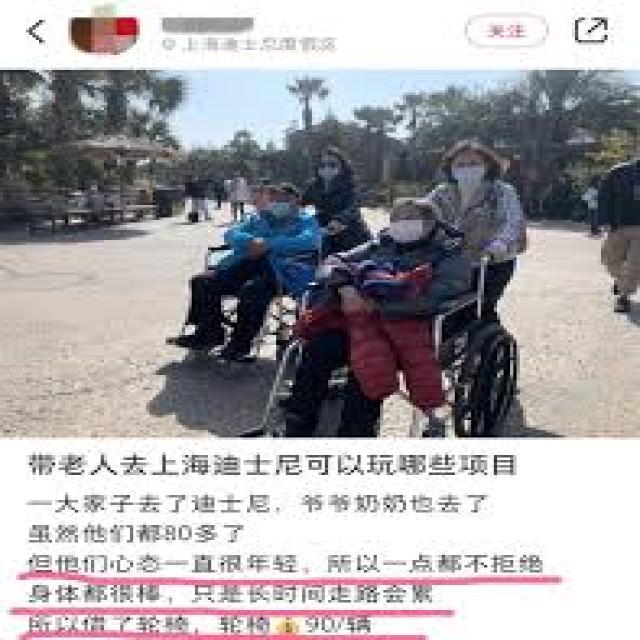 关注
上海迪士尼度假区
带老人去上海迪士尼可以玩哪些项目
一大家子去了迪士尼，爷爷奶奶也去了
虽然他们都80多了
但他们心态一直很年轻，所以一点都不拒绝
身体都很棒，只是长时间走路会累
所以借了轮椅，轮椅💰90/辆